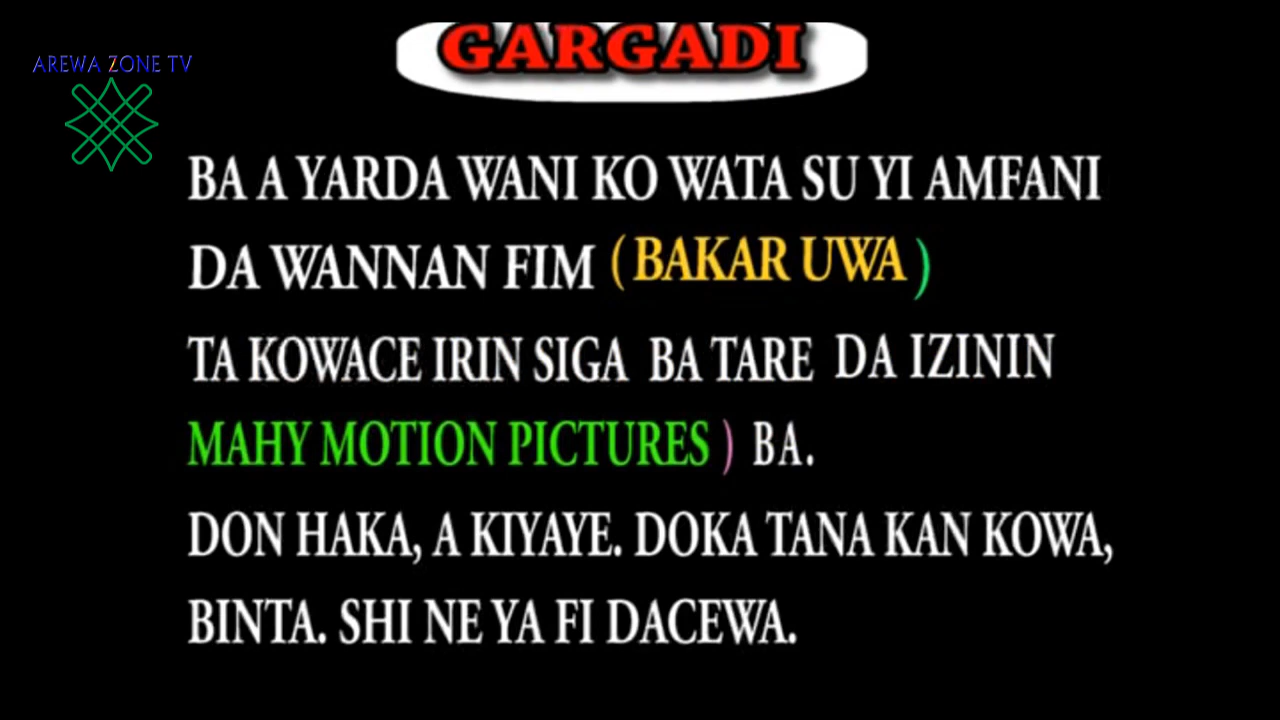 GARGADI
AREWA ZONE TV
BA A YARDA WANI KO WATA SU YI AMFANI
DA WANNAN FIM ( BAKAR UWA )
TA KOWACE IRIN SIGA BA TARE DA IZININ
MAHY MOTION PICTURES ) BA.
DON HAKA, A KIYAYE. DOKA TANA KAN KOWA,
BINTA. SHI NE YA FI DACEWA.